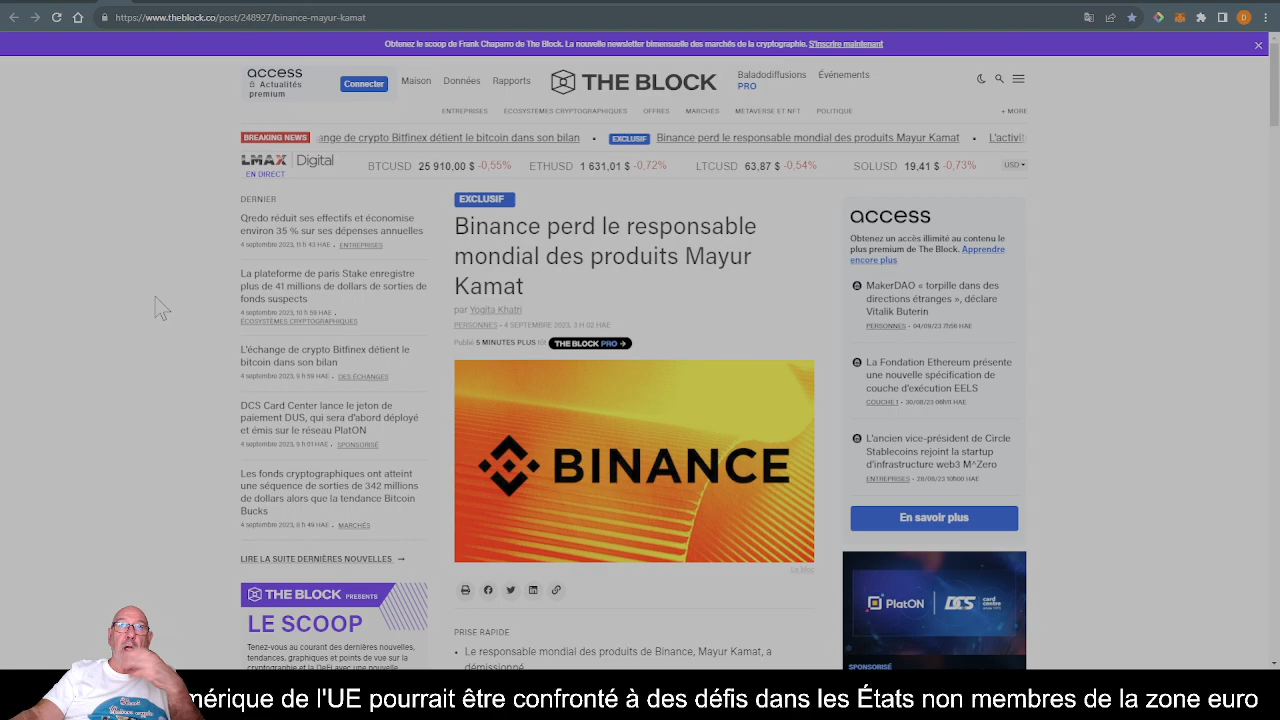 https://www.theblock.co/post/248927/binance-mayur-kamat
Obtenez le scoop de Frank Chaparro de The Block. La nouvelle newsletter bimensuelle des marchés de la cryptographie. S'inscrire maintenant
access
Actualités
premium
Connecter
Maison
Données
Rapports
THE BLOCK
Baladodiffusions
Événements
PRO
ENTREPRISES
ÉCOSYSTÈMES CRYPTOGRAPHIQUES
OFFRES
MARCHÉS
MÉTAVERSE ET NFT
POLITIQUE
+ MORE
BREAKING NEWS
ange de crypto Bitfinex détient le bitcoin dans son bilan
EXCLUSIF
Binance perd le responsable mondial des produits Mayur Kamat
L'activit
LMAX Digital
EN DIRECT
BTCUSD 25 910,00 $ -0,55%
ETHUSD 1 631,01 $ -0,72%
LTCUSD 63,87 $ -0,54%
SOLUSD 19,41 $ -0,73%
USD
DERNIER
Qredo réduit ses effectifs et économise
environ 35 % sur ses dépenses annuelles
4 septembre 2023, 11 h 43 HAE • ENTREPRISES
La plateforme de paris Stake enregistre
plus de 41 millions de dollars de sorties de
fonds suspects
4 septembre 2023, 10 h 59 HAE •
ÉCOSYSTÈMES CRYPTOGRAPHIQUES
L'échange de crypto Bitfinex détient le
bitcoin dans son bilan
4 septembre 2023, 9 h 59 HAE • DES ÉCHANGES
DCS Card Center lance le jeton de
paiement DUS, qui sera d'abord déployé
et émis sur le réseau PlatON
4 septembre 2023, 9 h 01 HAE • SPONSORISÉ
Les fonds cryptographiques ont atteint
une séquence de sorties de 342 millions
de dollars alors que la tendance Bitcoin
Bucks
4 septembre 2023, 8 h 49 HAE • MARCHÉS
LIRE LA SUITE DERNIÈRES NOUVELLES →
THE BLOCK PRESENTS
LE SCOOP
Tenez-vous au courant des dernières nouvelles,
tendances, graphiques et points de vue sur la
cryptographie et la DeFi avec une nouvelle
EXCLUSIF
Binance perd le responsable
mondial des produits Mayur
Kamat
par Yogita Khatri
PERSONNES • 4 SEPTEMBRE 2023, 3 H 02 HAE
Publié 5 MINUTES PLUS tôt THE BLOCK PRO →
BINANCE
Le bloc
PRISE RAPIDE
• Le responsable mondial des produits de Binance, Mayur Kamat, a
démissionné
access
Obtenez un accès illimité au contenu le
plus premium de The Block. Apprendre
encore plus
MakerDAO « torpille dans des
directions étranges », déclare
Vitalik Buterin
PERSONNES • 04/09/23 7h56 HAE
La Fondation Ethereum présente
une nouvelle spécification de
couche d'exécution EELS
COUCHE 1 • 30/08/23 06h11 HAE
L'ancien vice-président de Circle
Stablecoins rejoint la startup
d'infrastructure web3 M^Zero
ENTREPRISES • 28/08/23 10h00 HAE
En savoir plus
PlatON DCS card centre
SPONSORISÉ
mérique de l'UE pourrait être confronté à des défis dans les États non membres de la zone euro